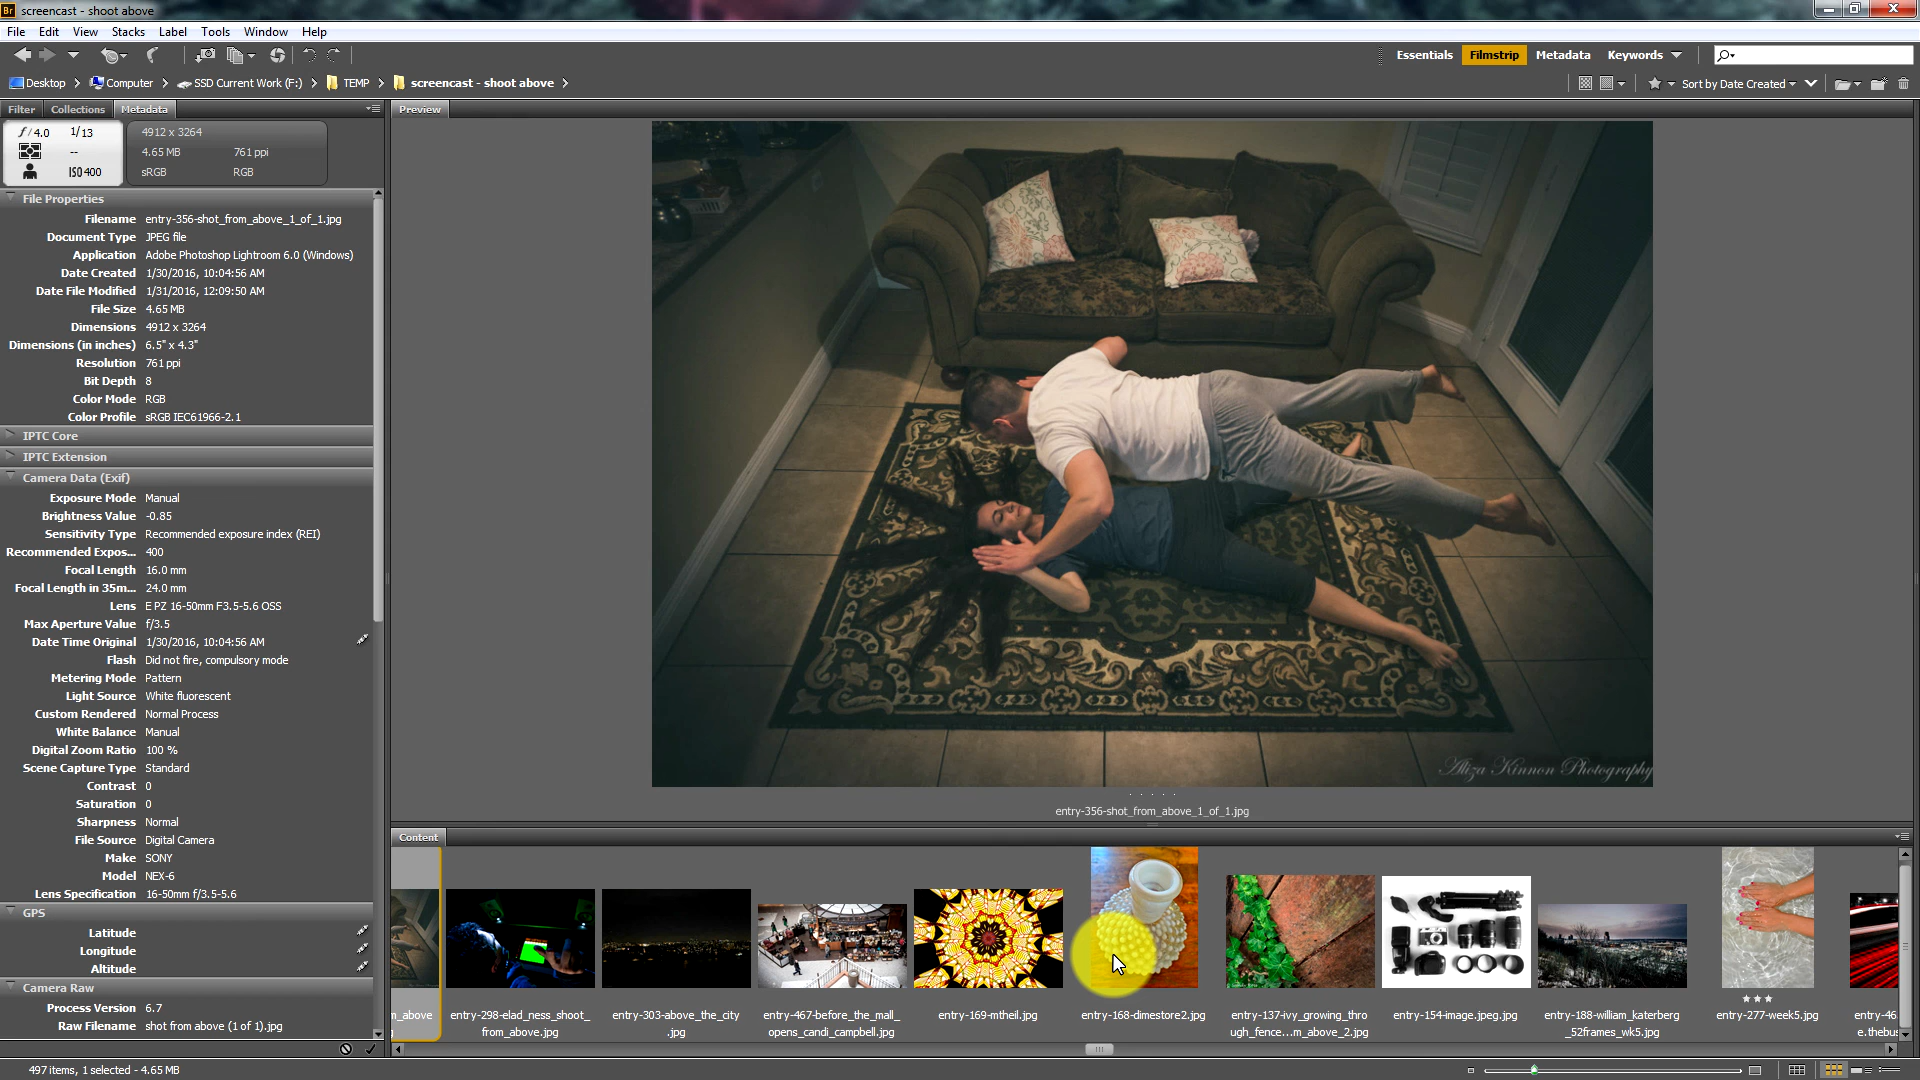 Br screencast - shoot above
File Edit View Stacks Label Tools Window Help
Essentials Filmstrip Metadata Keywords
Desktop Computer SSD Current Work (F:) TEMP screencast - shoot above
Sort by Date Created
Filter Collections Metadata
Preview
f/4.0 1/13
--
ISO 400
4912 x 3264
4.65 MB 761 ppi
sRGB RGB
File Properties
Filename entry-356-shot_from_above_1_of_1.jpg
Document Type JPEG file
Application Adobe Photoshop Lightroom 6.0 (Windows)
Date Created 1/30/2016, 10:04:56 AM
Date File Modified 1/31/2016, 12:09:50 AM
File Size 4.65 MB
Dimensions 4912 x 3264
Dimensions (in inches) 6.5" x 4.3"
Resolution 761 ppi
Bit Depth 8
Color Mode RGB
Color Profile sRGB IEC61966-2.1
IPTC Core
IPTC Extension
Camera Data (Exif)
Exposure Mode Manual
Brightness Value -0.85
Sensitivity Type Recommended exposure index (REI)
Recommended Expos... 400
Focal Length 16.0 mm
Focal Length in 35m... 24.0 mm
Lens E PZ 16-50mm F3.5-5.6 OSS
Max Aperture Value f/3.5
Date Time Original 1/30/2016, 10:04:56 AM
Flash Did not fire, compulsory mode
Metering Mode Pattern
Light Source White fluorescent
Custom Rendered Normal Process
White Balance Manual
Digital Zoom Ratio 100 %
Scene Capture Type Standard
Contrast 0
Saturation 0
Sharpness Normal
File Source Digital Camera
Make SONY
Model NEX-6
Lens Specification 16-50mm f/3.5-5.6
GPS
Latitude
Longitude
Altitude
Camera Raw
Process Version 6.7
Raw Filename shot from above (1 of 1).jpg
497 items, 1 selected - 4.65 MB
Aliza Kinnon Photography
entry-356-shot_from_above_1_of_1.jpg
Content
m_above
entry-298-elad_ness_shoot_
from_above.jpg
entry-303-above_the_city
.jpg
entry-467-before_the_mall_
opens_candi_campbell.jpg
entry-169-mtheil.jpg
entry-168-dimestore2.jpg
entry-137-ivy_growing_thro
ugh_fence...m_above_2.jpg
entry-154-image.jpeg.jpg
entry-188-william_katerberg
_52frames_wk5.jpg
entry-277-week5.jpg
entry-46
e.thebus